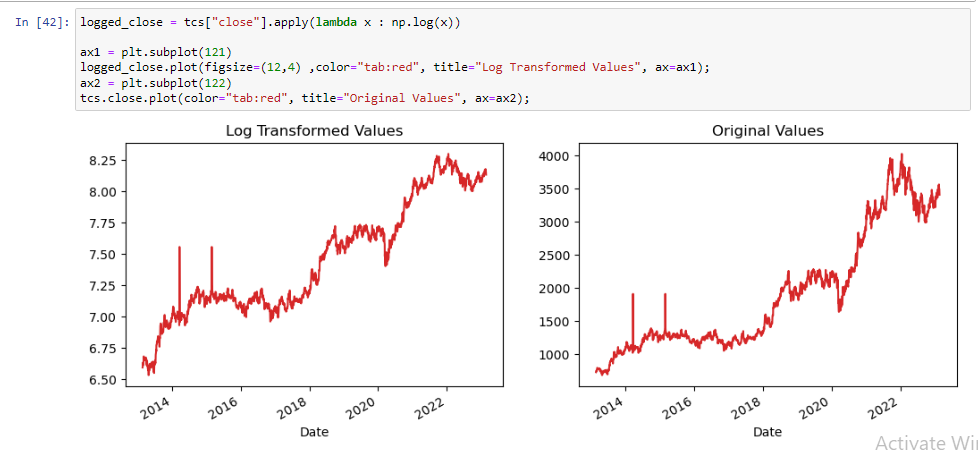 In [42]: logged_close = tcs["close"].apply(lambda x : np.log(x))
ax1 = plt.subplot(121)
logged_close.plot(figsize=(12,4) ,color="tab:red", title="Log Transformed Values", ax=ax1);
ax2 = plt.subplot(122)
tcs.close.plot(color="tab:red", title="Original Values", ax=ax2);
Log Transformed Values
8.25
8.00
7.75
7.50
7.25
7.00
6.75
6.50
2014 2016 2018 2020 2022
Date
Original Values
4000
3500
3000
2500
2000
1500
1000
2014 2016 2018 2020 2022
Date
Activate Wi